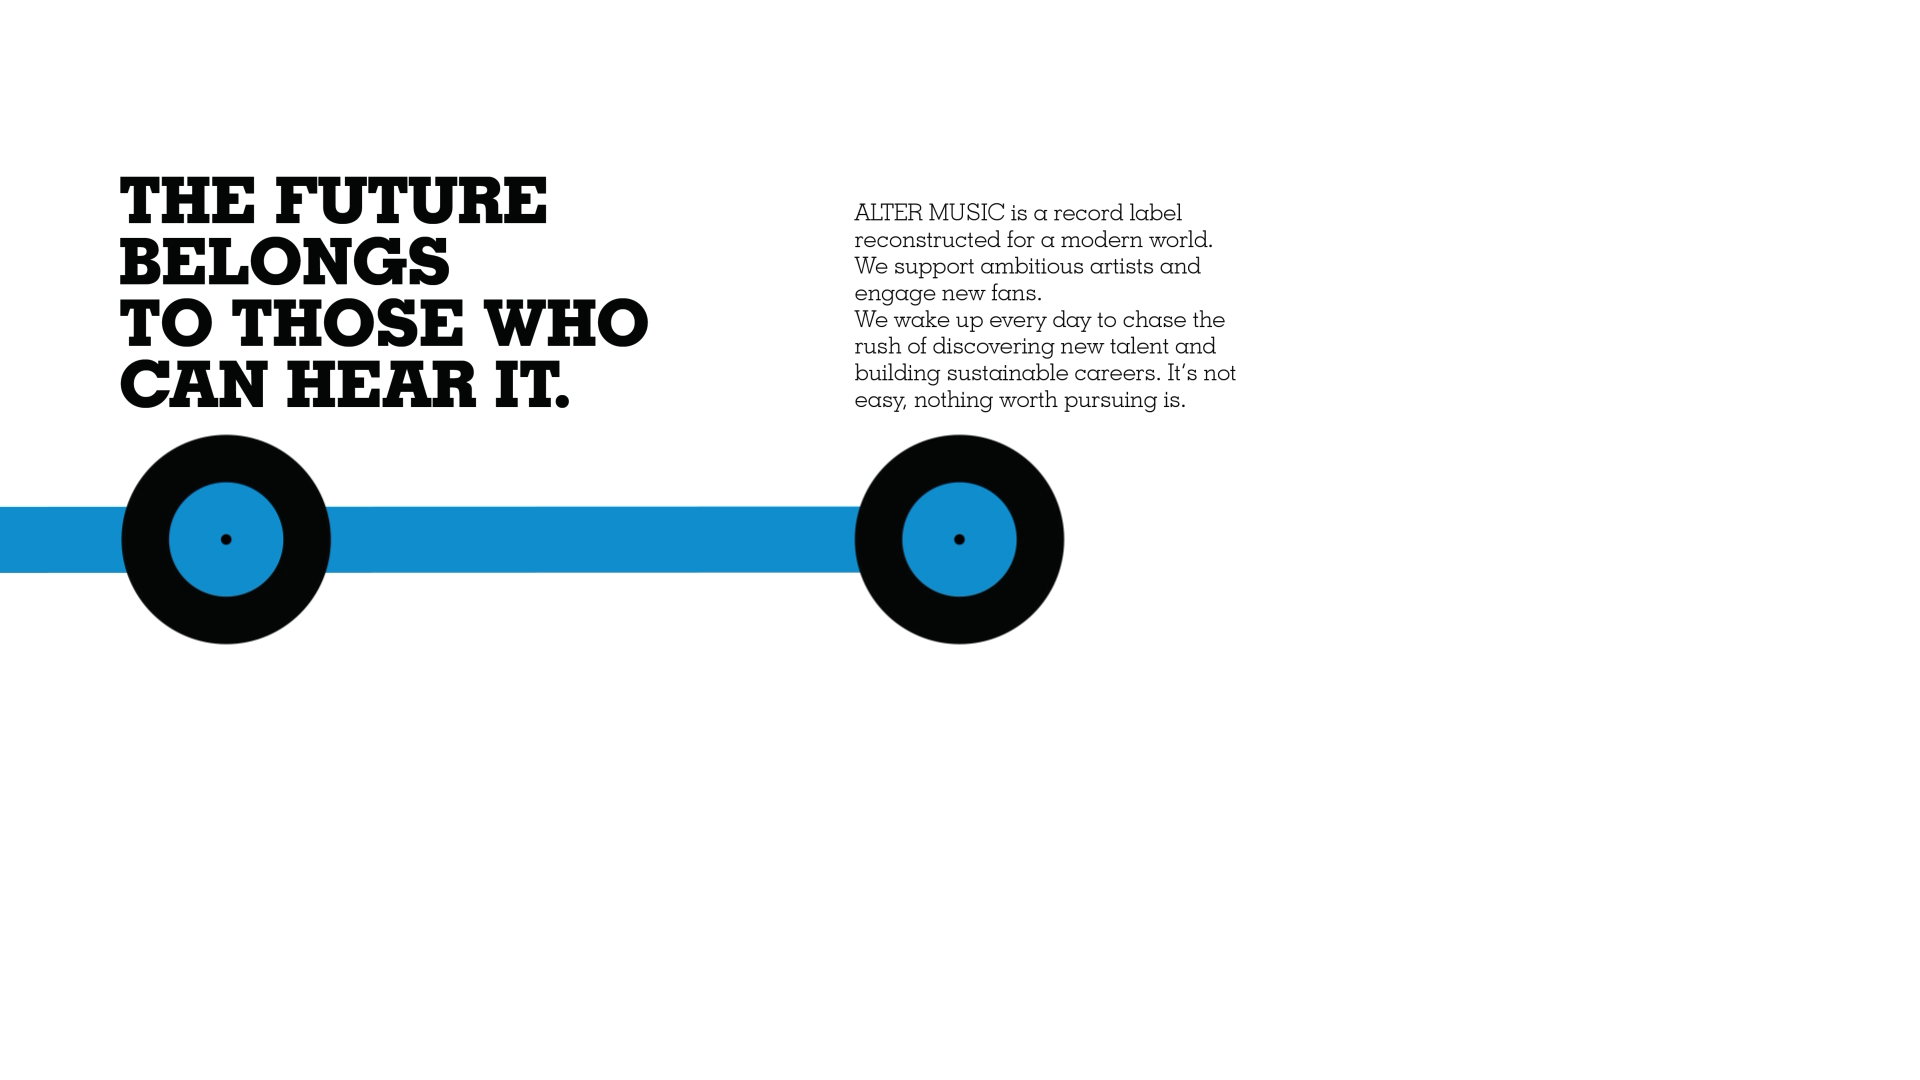 THE FUTURE
BELONGS
TO THOSE WHO
CAN HEAR IT.
ALTER MUSIC is a record label
reconstructed for a modern world.
We support ambitious artists and
engage new fans.
We wake up every day to chase the
rush of discovering new talent and
building sustainable careers. It’s not
easy, nothing worth pursuing is.